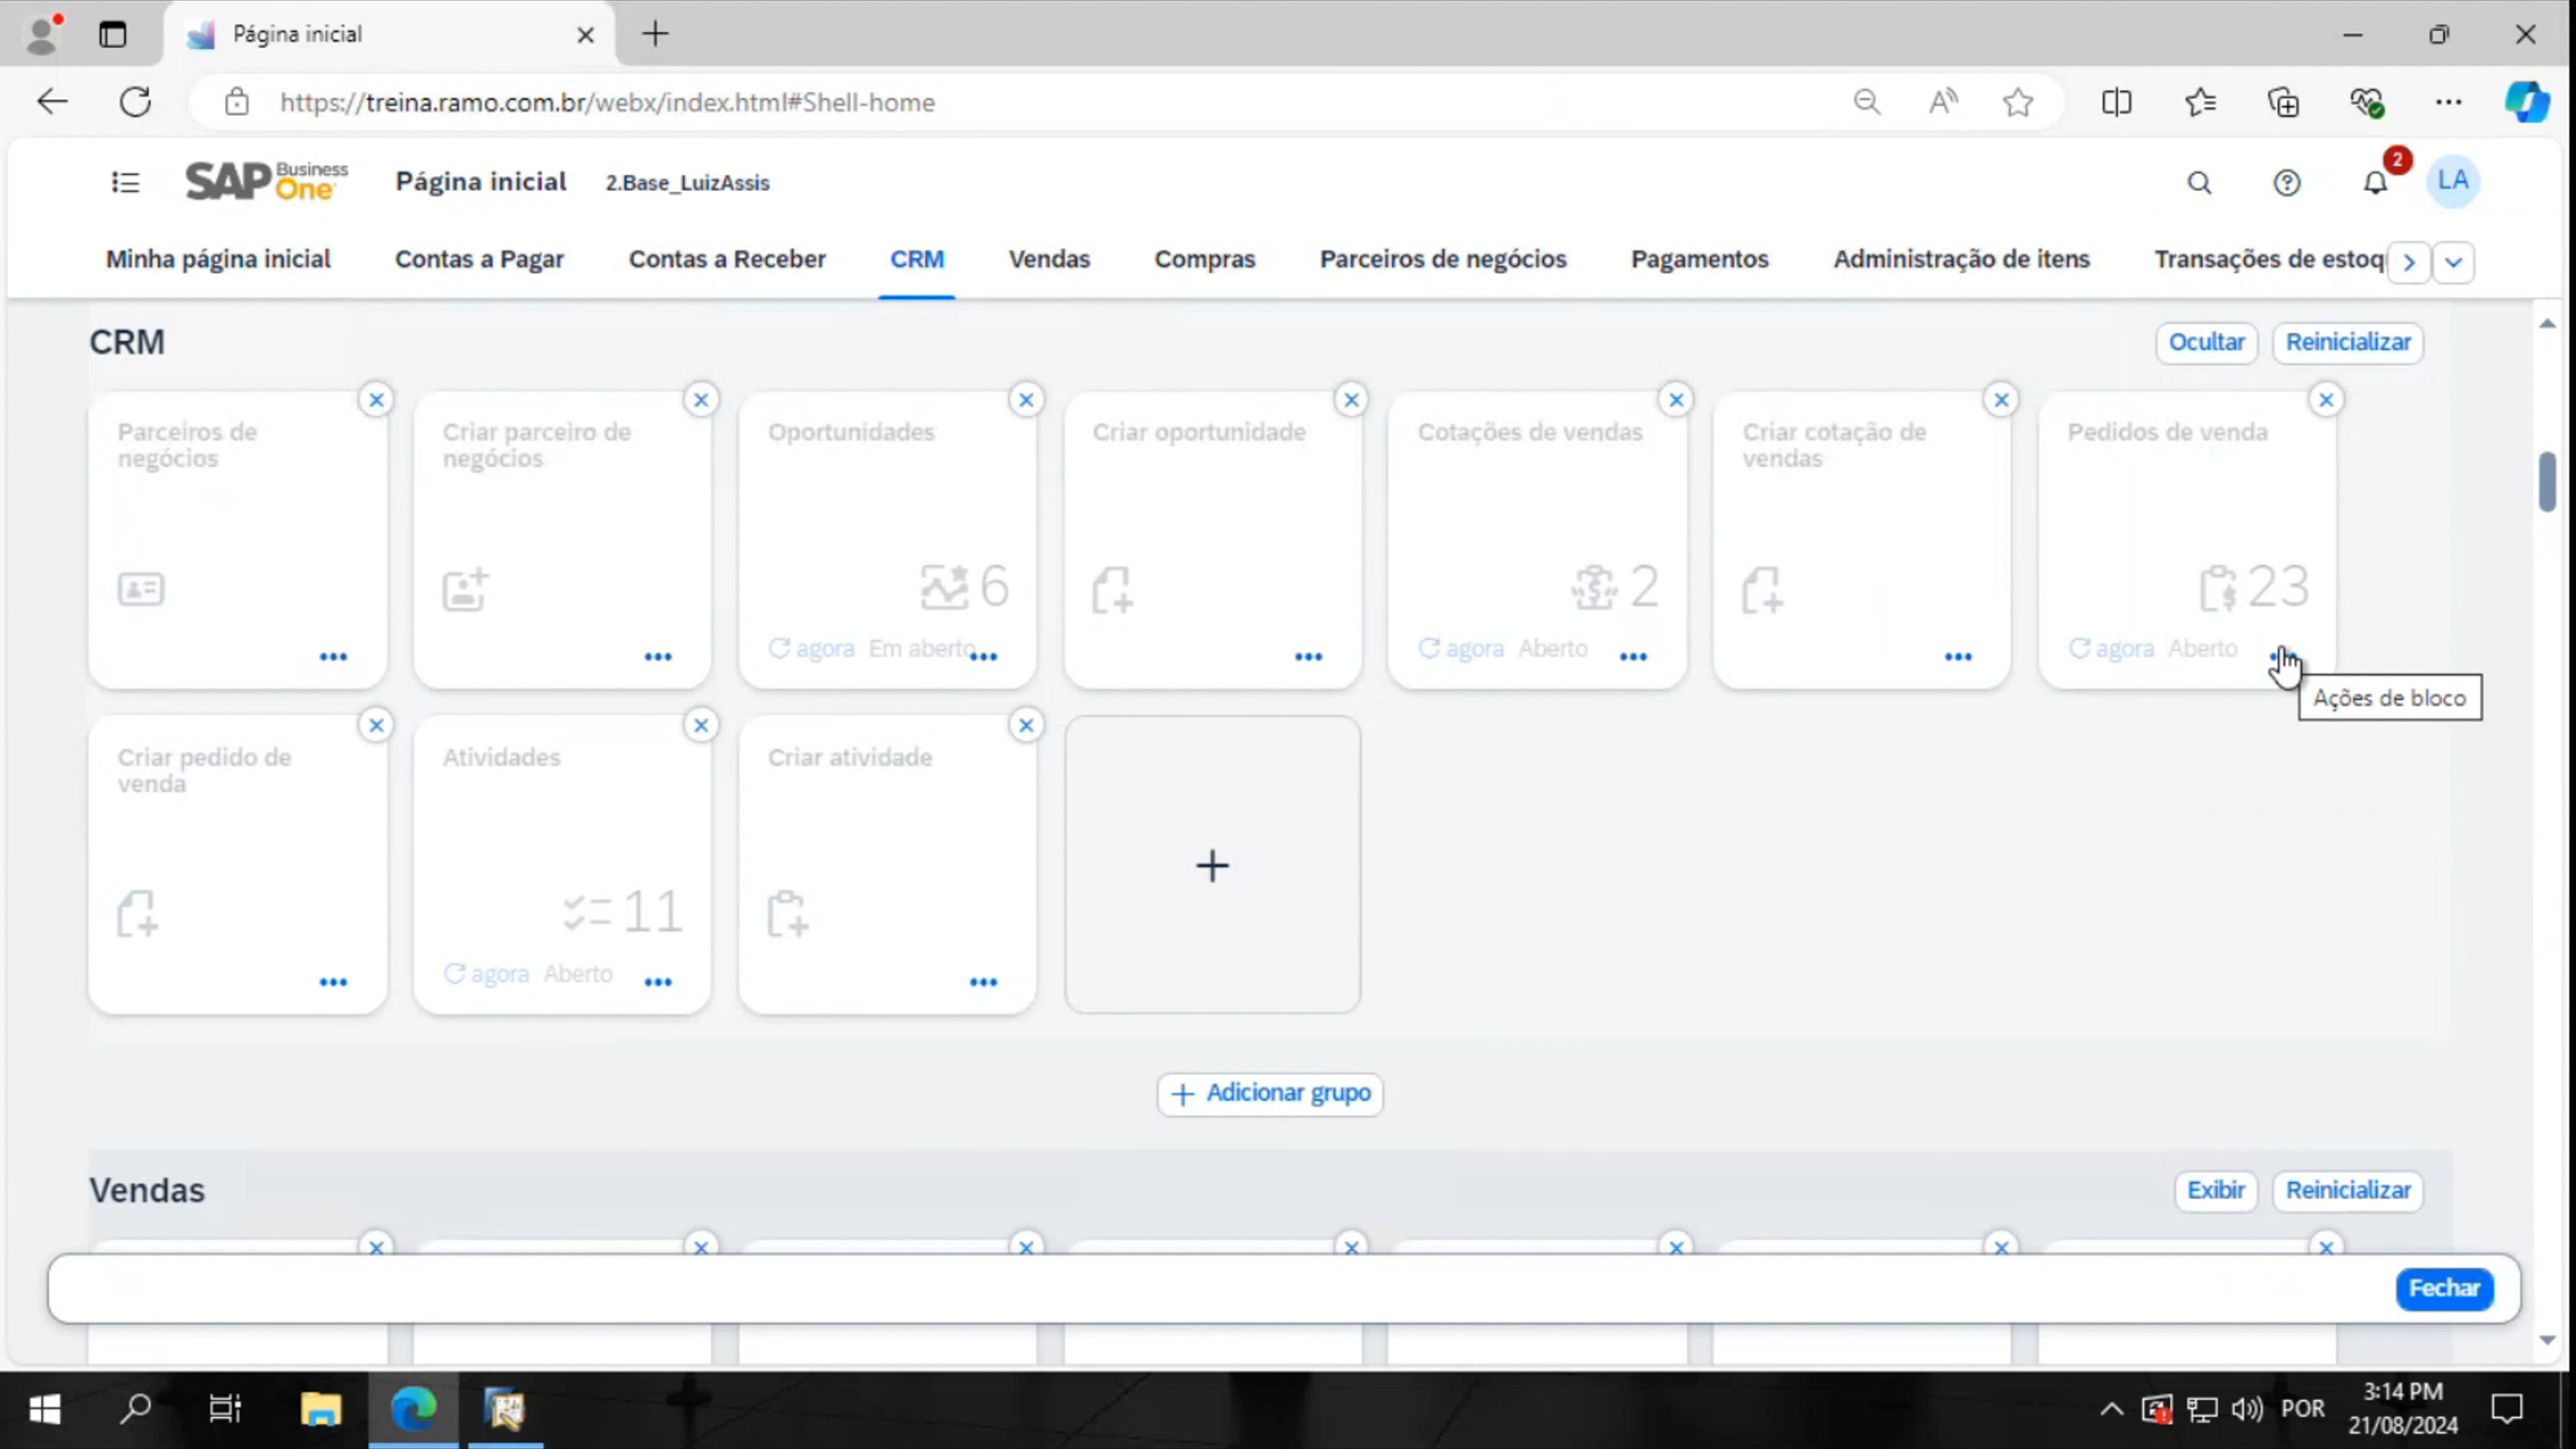 Página inicial
https://treina.ramo.com.br/webx/index.html#Shell-home
SAP Business One
Página inicial
2.Base_LuizAssis
2
LA
Minha página inicial
Contas a Pagar
Contas a Receber
CRM
Vendas
Compras
Parceiros de negócios
Pagamentos
Administração de itens
Transações de estoq
CRM
Ocultar
Reinicializar
Parceiros de
negócios
Criar parceiro de
negócios
Oportunidades
6
agora Em aberto
Criar oportunidade
Cotações de vendas
2
agora Aberto
Criar cotação de
vendas
Pedidos de venda
23
agora Aberto
Ações de bloco
Criar pedido de
venda
Atividades
11
agora Aberto
Criar atividade
+
+ Adicionar grupo
Vendas
Exibir
Reinicializar
Fechar
POR
3:14 PM
21/08/2024